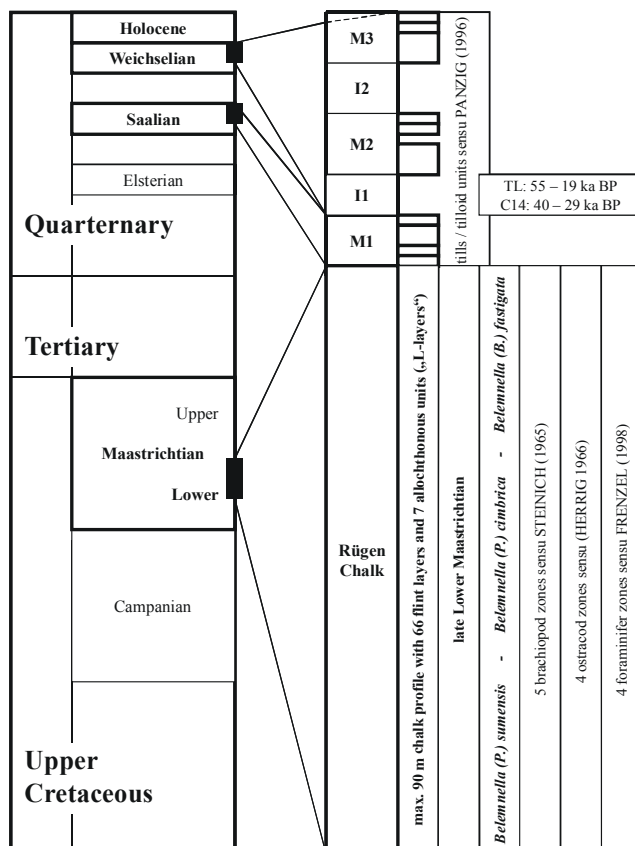 Holocene
Weichselian
Saalian
Elsterian
Quarternary
Tertiary
Upper
Maastrichtian
Lower
Campanian
Upper
Cretaceous
M3
I2
M2
I1
M1
Rügen
Chalk
tills / tilloid units sensu PANZIG (1996)
TL: 55 – 19 ka BP
C14: 40 – 29 ka BP
max. 90 m chalk profile with 66 flint layers and 7 allochthonous units („L-layers“)
late Lower Maastrichtian
Belemnella (P.) sumensis - Belemnella (P.) cimbrica - Belemnella (B.) fastigata
5 brachiopod zones sensu STEINICH (1965)
4 ostracod zones sensu (HERRIG 1966)
4 foraminifer zones sensu FRENZEL (1998)